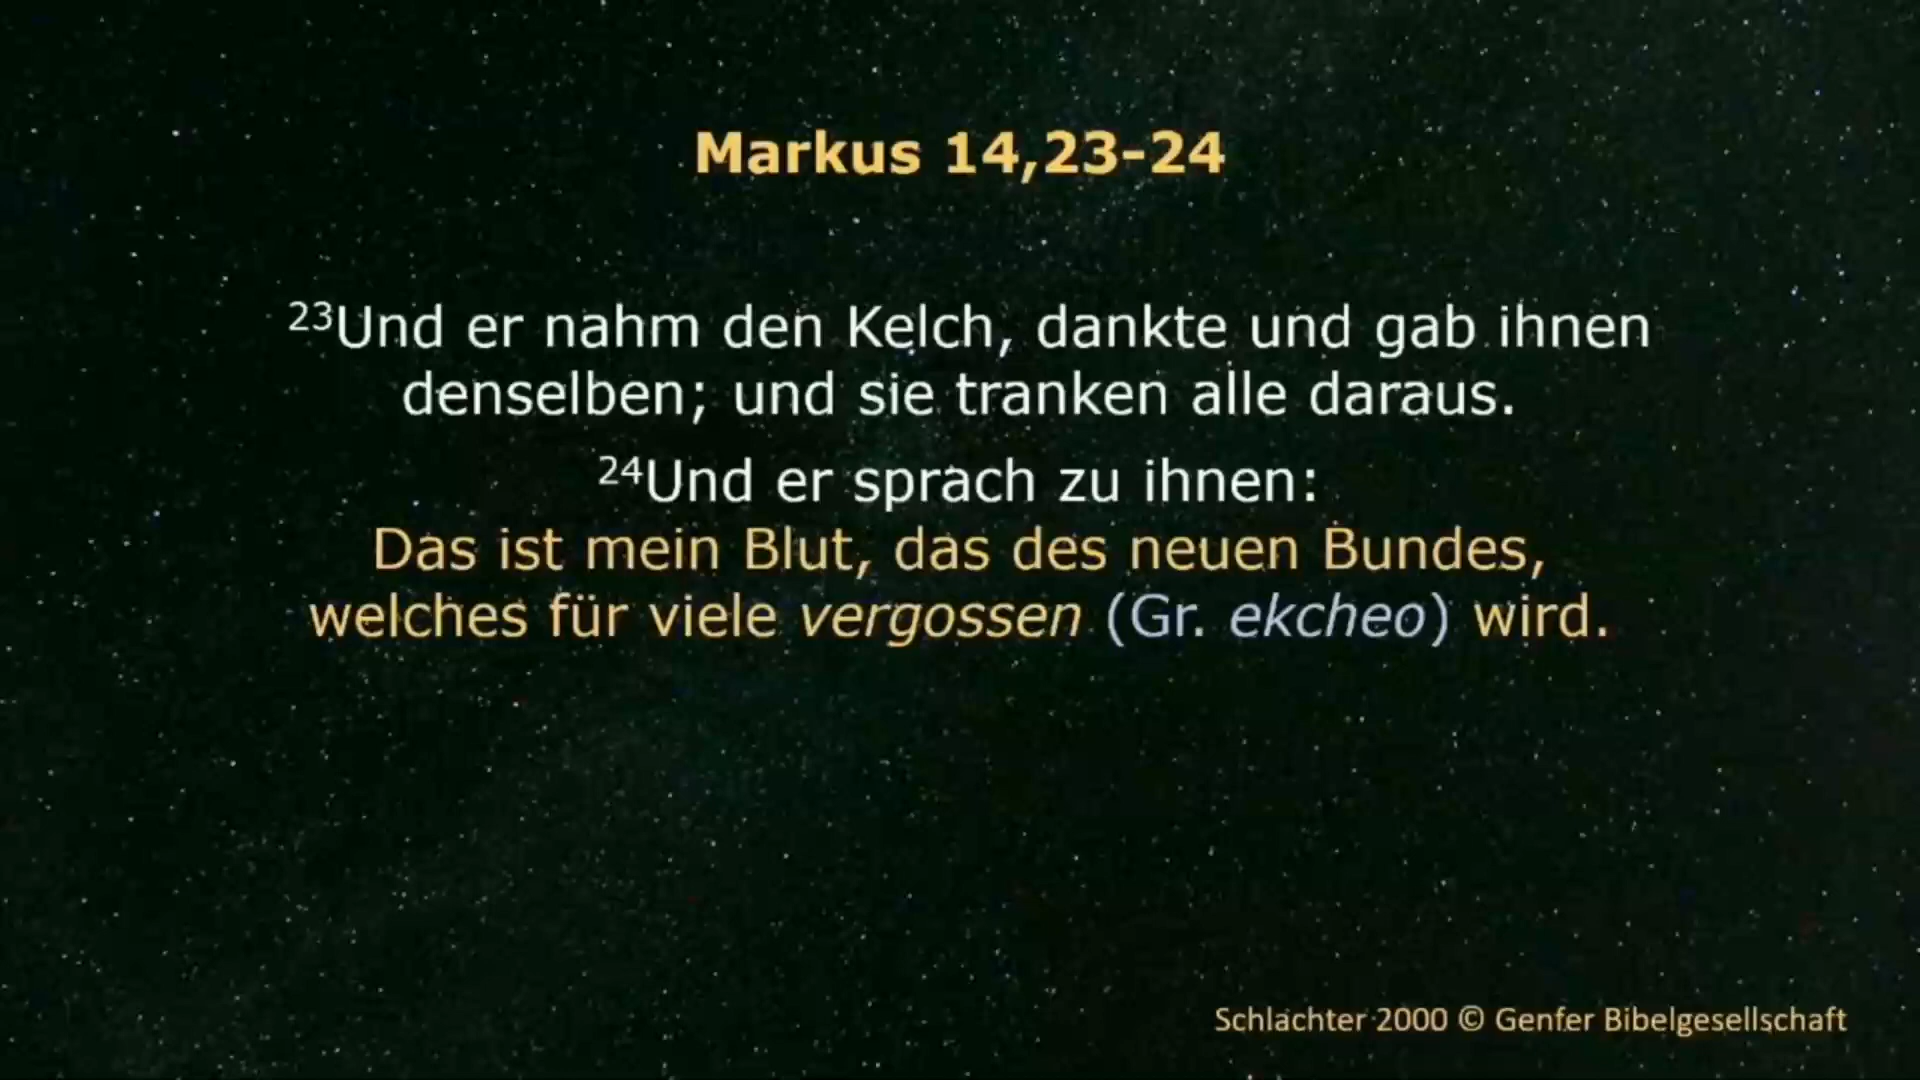 Markus 14,23-24
²³Und er nahm den Kelch, dankte und gab ihnen
denselben; und sie tranken alle daraus.
²⁴Und er sprach zu ihnen:
Das ist mein Blut, das des neuen Bundes,
welches für viele vergossen (Gr. ekcheo) wird.
Schlachter 2000 © Genfer Bibelgesellschaft